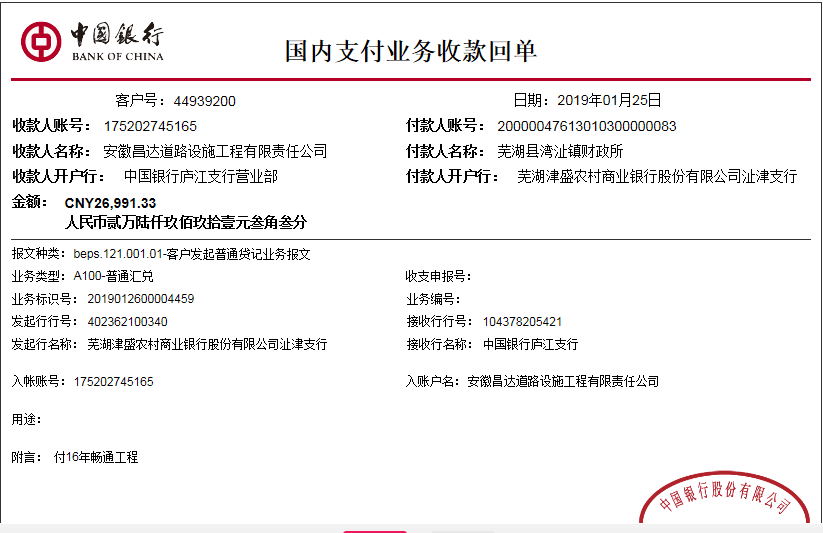 中国银行
BANK OF CHINA
国内支付业务收款回单
客户号：44939200 日期：2019年01月25日
收款人账号：175202745165 付款人账号：20000047613010300000083
收款人名称：安徽昌达道路设施工程有限责任公司 付款人名称：芜湖县湾沚镇财政所
收款人开户行：中国银行庐江支行营业部 付款人开户行：芜湖津盛农村商业银行股份有限公司沚津支行
金额：CNY26,991.33
人民币贰万陆仟玖佰玖拾壹元叁角叁分
报文种类：beps.121.001.01-客户发起普通贷记业务报文
业务类型：A100-普通汇兑 收支申报号：
业务标识号：2019012600004459 业务编号：
发起行行号：402362100340 接收行行号：104378205421
发起行名称：芜湖津盛农村商业银行股份有限公司沚津支行 接收行名称：中国银行庐江支行
入帐账号：175202745165 入账户名：安徽昌达道路设施工程有限责任公司
用途：
附言：付16年畅通工程
中国银行股份有限公司